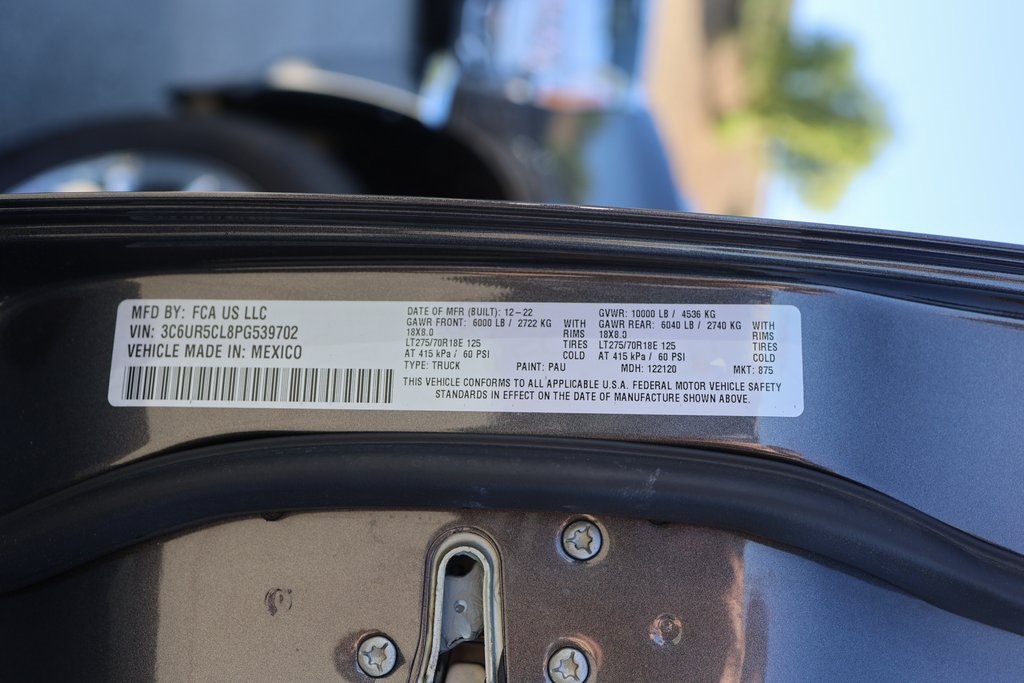 MFD BY: FCA US LLC
VIN: 3C6UR5CL8PG539702
VEHICLE MADE IN: MEXICO
DATE OF MFR (BUILT): 12-22
GAWR FRONT: 6000 LB / 2722 KG WITH
18X8.0 RIMS
LT275/70R18E 125 TIRES
AT 415 kPa / 60 PSI COLD
TYPE: TRUCK PAINT: PAU
GVWR: 10000 LB / 4536 KG
GAWR REAR: 6040 LB / 2740 KG WITH
18X8.0 RIMS
LT275/70R18E 125 TIRES
AT 415 kPa / 60 PSI COLD
MDH: 122120 MKT: 875
THIS VEHICLE CONFORMS TO ALL APPLICABLE U.S.A. FEDERAL MOTOR VEHICLE SAFETY
STANDARDS IN EFFECT ON THE DATE OF MANUFACTURE SHOWN ABOVE.